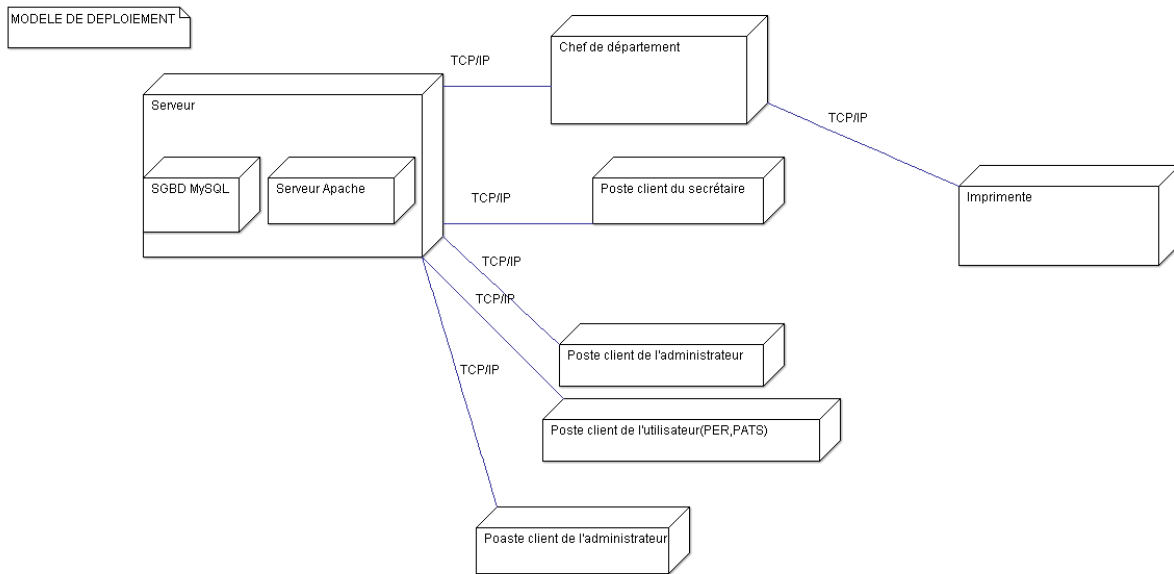 MODELE DE DEPLOIEMENT
Chef de département
TCP/IP
Serveur
TCP/IP
SGBD MySQL
Serveur Apache
Poste client du secrétaire
TCP/IP
Imprimente
TCP/IP
TCP/IP
Poste client de l'administrateur
TCP/IP
Poste client de l'utilisateur(PER,PATS)
Poaste client de l'administrateur